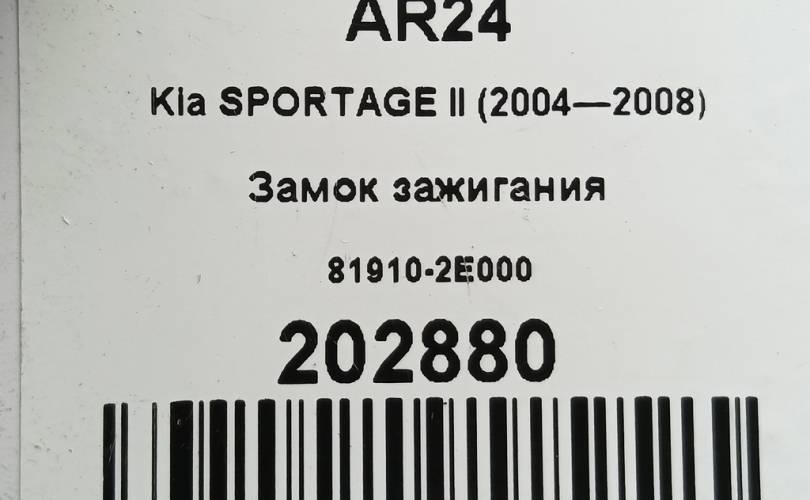 AR24
Kia SPORTAGE II (2004—2008)
Замок зажигания
81910-2E000
202880